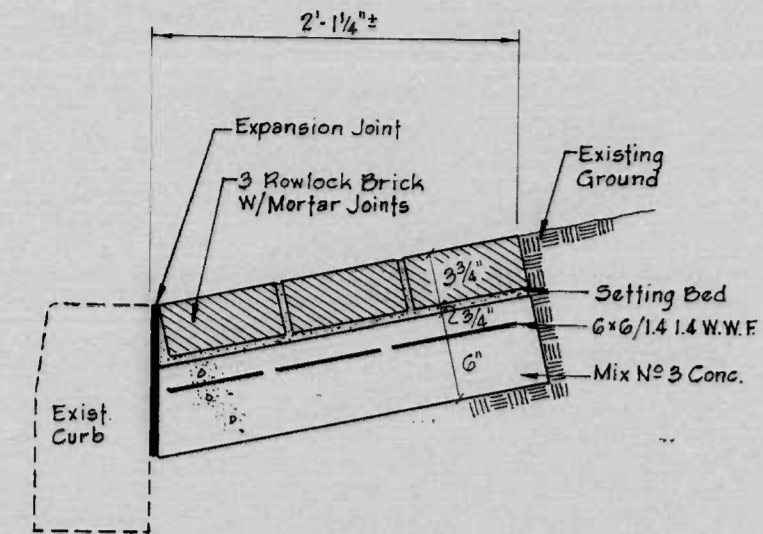 2'-1¼"±
Expansion Joint
3 Rowlock Brick
W/Mortar Joints
Existing
Ground
3¾"
Setting Bed
2¾"
6×6/1.4 1.4 W.W.F.
6"
Mix Nº 3 Conc.
Exist.
Curb